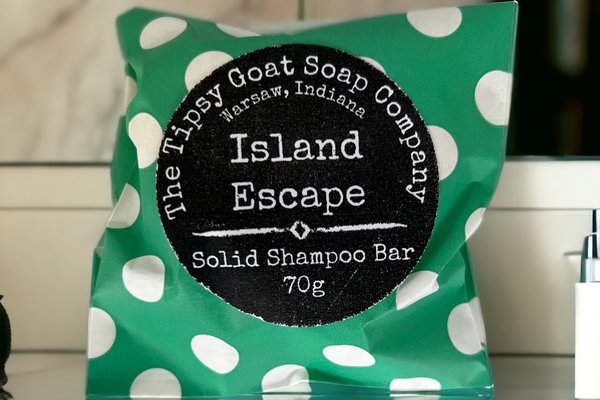 The Tipsy Goat Soap Company
Warsaw, Indiana
Island
Escape
Solid Shampoo Bar
70g